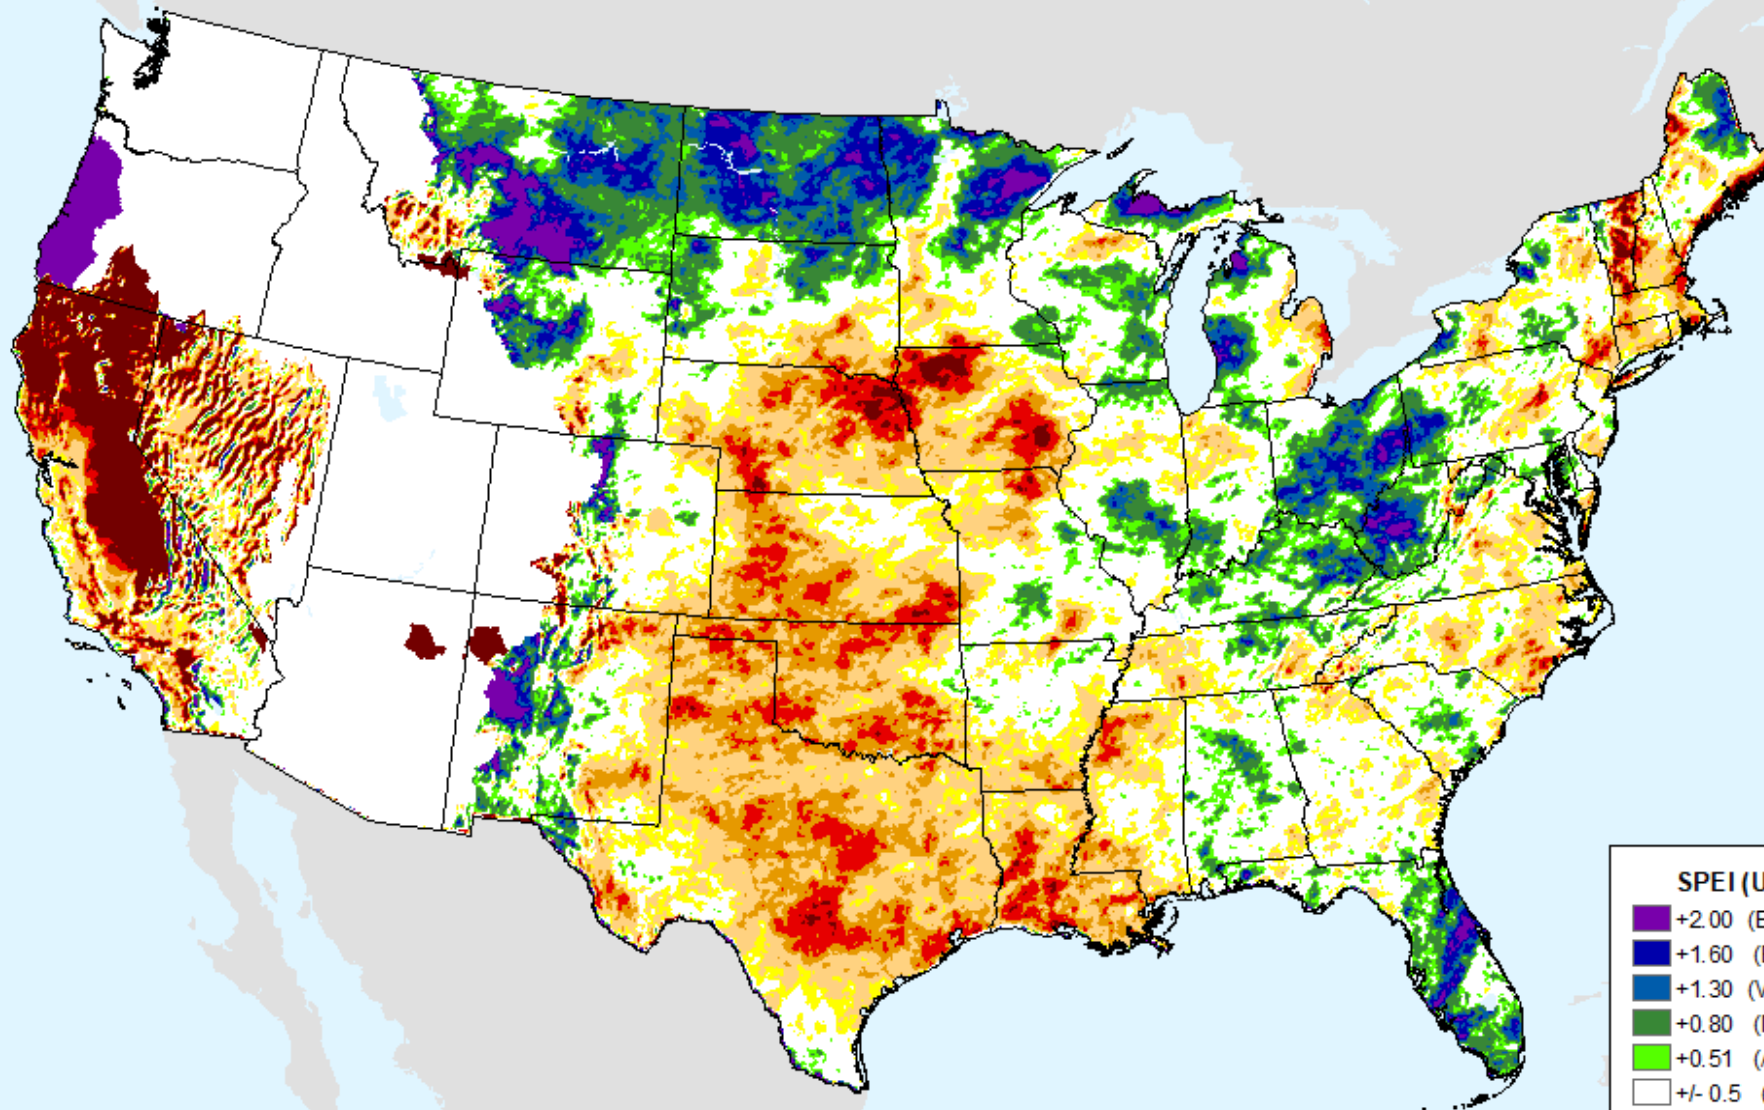 SPEI (U
+2.00 (E
+1.60 (
+1.30 (V
+0.80 (
+0.51 (
+/- 0.5 (